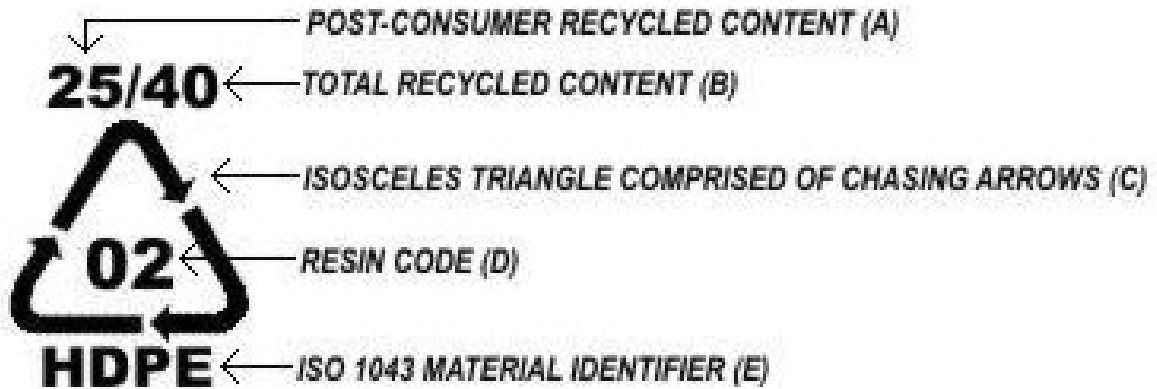 POST-CONSUMER RECYCLED CONTENT (A)
25/40 TOTAL RECYCLED CONTENT (B)
ISOSCELES TRIANGLE COMPRISED OF CHASING ARROWS (C)
02 RESIN CODE (D)
HDPE ISO 1043 MATERIAL IDENTIFIER (E)